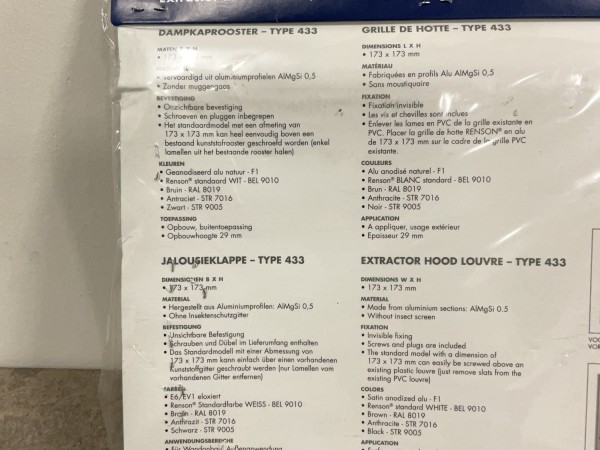 DAMPKAPROOSTER – TYPE 433
MATEN B X H
• 173 x 173 mm
• Vervaardigd uit aluminiumprofielen AlMgSi 0,5
• Zonder muggengaas
BEVESTIGING
• Onzichtbare bevestiging
• Schroeven en pluggen inbegrepen
• Het standaardmodel met een afmeting van
173 x 173 mm kan heel eenvoudig boven een
bestaand kunststofrooster geschroefd worden (enkel
lamellen uit het bestaande rooster halen)
KLEUREN
• Geanodiseerd alu natuur - F1
• Renson® standaard WIT - BEL 9010
• Bruin - RAL 8019
• Antraciet - STR 7016
• Zwart - STR 9005
TOEPASSING
• Opbouw, buitentoepassing
• Opbouwhoogte 29 mm
GRILLE DE HOTTE – TYPE 433
DIMENSIONS L X H
• 173 x 173 mm
MATÉRIAU
• Fabriquées en profils Alu AlMgSi 0,5
• Sans moustiquaire
FIXATION
• Fixation invisible
• Les vis et chevilles sont inclues
• Enlever les lames en PVC de la grille existante en
PVC. Placer la grille de hotte RENSON® en alu
de 173 x 173 mm sur le cadre de la grille PVC
existante.
COULEURS
• Alu anodisé naturel - F1
• Renson® BLANC standard - BEL 9010
• Brun - RAL 8019
• Anthracite - STR 7016
• Noir - STR 9005
APPLICATION
• A appliquer, usage extérieur
• Epaisseur 29 mm
JALOUSIEKLAPPE – TYPE 433
DIMENSIONEN B X H
• 173 x 173 mm
MATERIAL
• Hergestellt aus Aluminiumprofilen: AlMgSi 0,5
• Ohne Insektenschutzgitter
BEFESTIGUNG
• Unsichtbare Befestigung
• Schrauben und Dübel im Lieferumfang enthalten
• Das Standardmodell mit einer Abmessung von
173 x 173 mm kann einfach über einen vorhandenen
Kunststoffgitter geschraubt werden (nur Lamellen vom
vorhandenen Gitter entfernen)
FARBEN
• E6/EV1 eloxiert
• Renson® Standardfarbe WEISS - BEL 9010
• Braun - RAL 8019
• Anthrazit - STR 7016
• Schwarz - STR 9005
ANWENDUNGSBEREICHE
• Für Wandanbau/ Außenanwendung
EXTRACTOR HOOD LOUVRE – TYPE 433
DIMENSIONS W X H
• 173 x 173 mm
MATERIAL
• Made from aluminium sections: AlMgSi 0.5
• Without insect screen
FIXATION
• Invisible fixing
• Screws and plugs are included
• The standard model with a dimension of
173 x 173 mm can easily be screwed above an
existing plastic louvre (just remove slats from the
existing PVC louvre)
COLORS
• Satin anodized alu - F1
• Renson® standard WHITE - BEL 9010
• Brown - RAL 8019
• Anthracite - STR 7016
• Black - STR 9005
APPLICATION